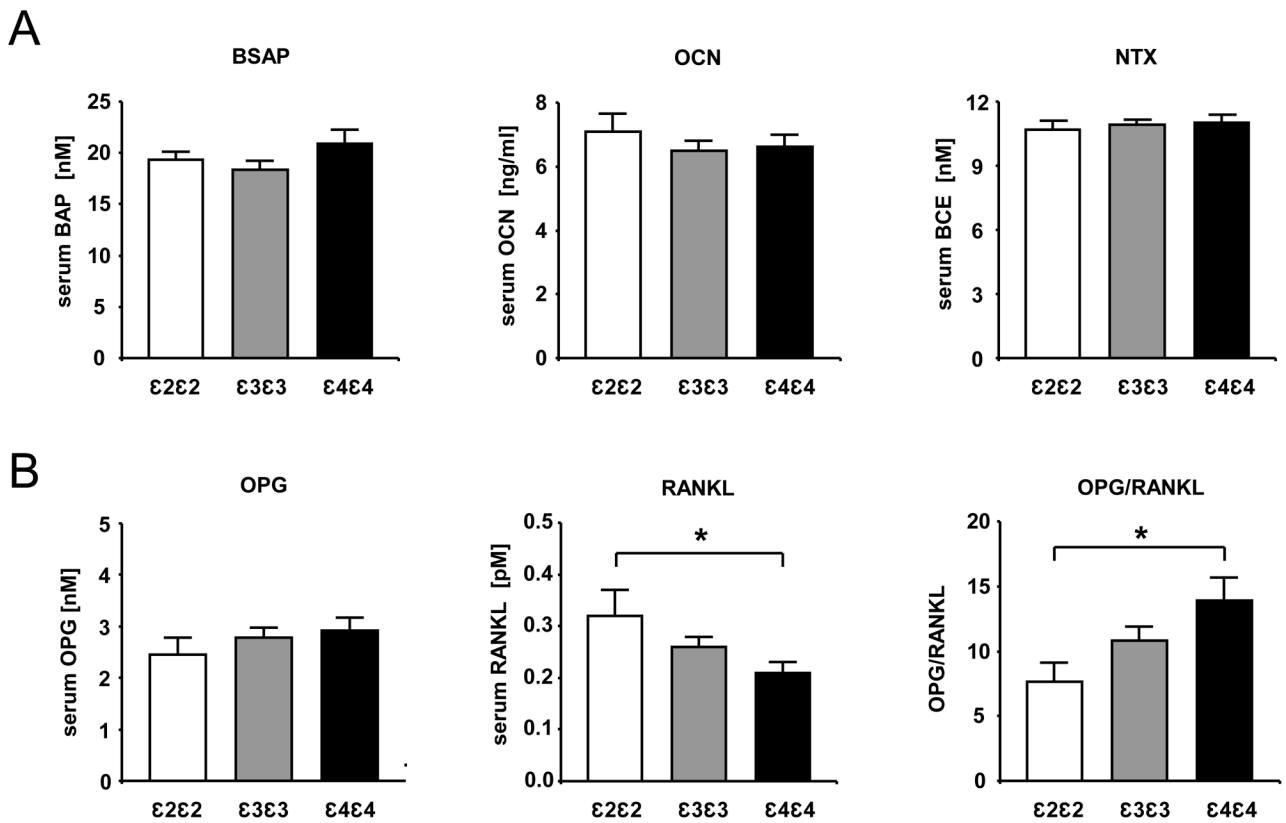 A
BSAP
serum BAP [nM]
25
20
15
10
5
0
ε2ε2 ε3ε3 ε4ε4
OCN
serum OCN [ng/ml]
8
6
4
2
0
ε2ε2 ε3ε3 ε4ε4
NTX
serum BCE [nM]
12
9
6
3
0
ε2ε2 ε3ε3 ε4ε4
B
OPG
serum OPG [nM]
5
4
3
2
1
0
ε2ε2 ε3ε3 ε4ε4
RANKL
serum RANKL [pM]
0.5
0.4
0.3
0.2
0.1
0.0
*
ε2ε2 ε3ε3 ε4ε4
OPG/RANKL
OPG/RANKL
20
15
10
5
0
*
ε2ε2 ε3ε3 ε4ε4